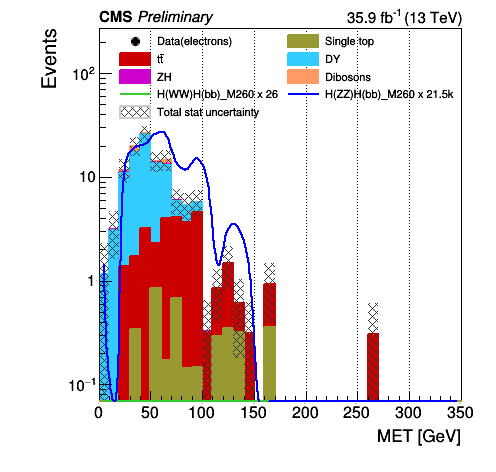 CMS Preliminary 35.9 fb⁻¹ (13 TeV)
Events
Data(electrons) Single top
tt̄ DY
ZH Dibosons
H(WW)H(bb)_M260 x 26 H(ZZ)H(bb)_M260 x 21.5k
Total stat uncertainty
10²
10
1
10⁻¹
0 50 100 150 200 250 300 350
MET [GeV]